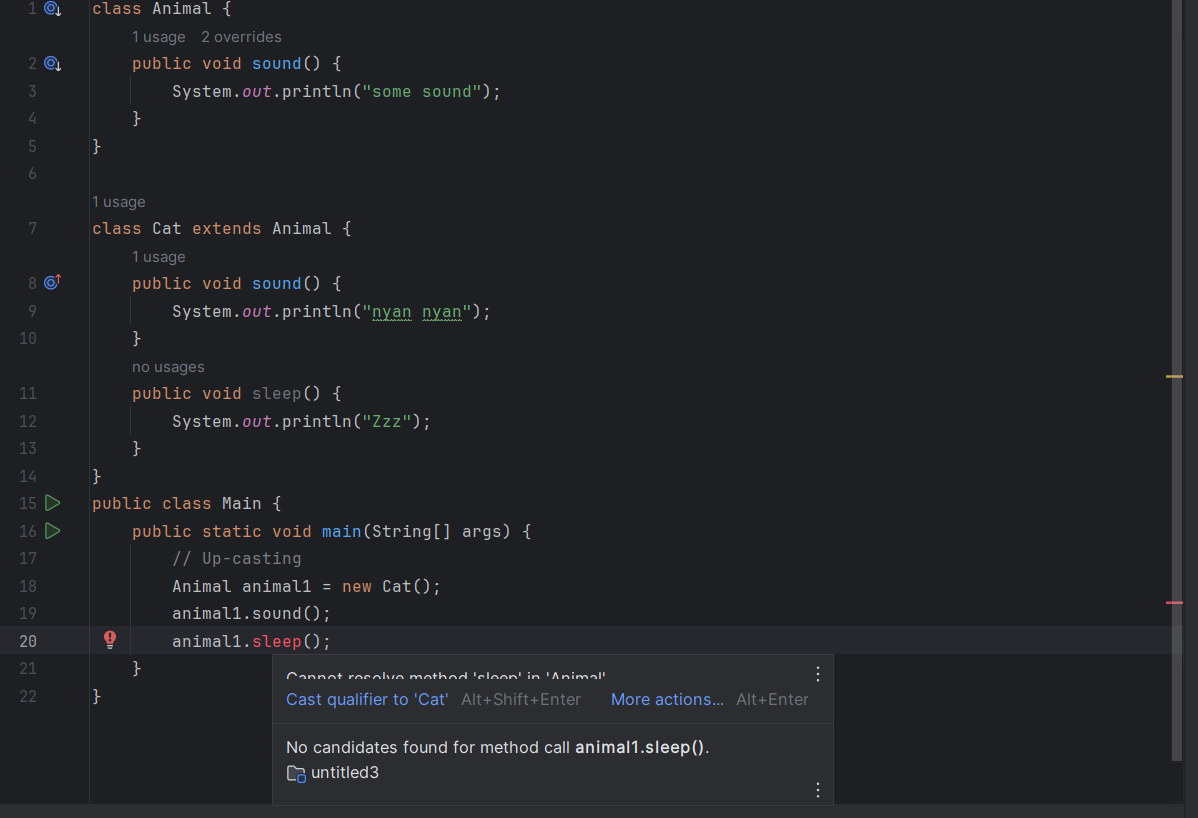 1 class Animal {
1 usage 2 overrides
2 public void sound() {
3 System.out.println("some sound");
4 }
5 }
6
1 usage
7 class Cat extends Animal {
1 usage
8 public void sound() {
9 System.out.println("nyan nyan");
10 }
no usages
11 public void sleep() {
12 System.out.println("Zzz");
13 }
14 }
15 public class Main {
16 public static void main(String[] args) {
17 // Up-casting
18 Animal animal1 = new Cat();
19 animal1.sound();
20 animal1.sleep();
21 }
22 }
Cannot resolve method 'sleep' in 'Animal'
Cast qualifier to 'Cat' Alt+Shift+Enter More actions... Alt+Enter
No candidates found for method call animal1.sleep().
untitled3